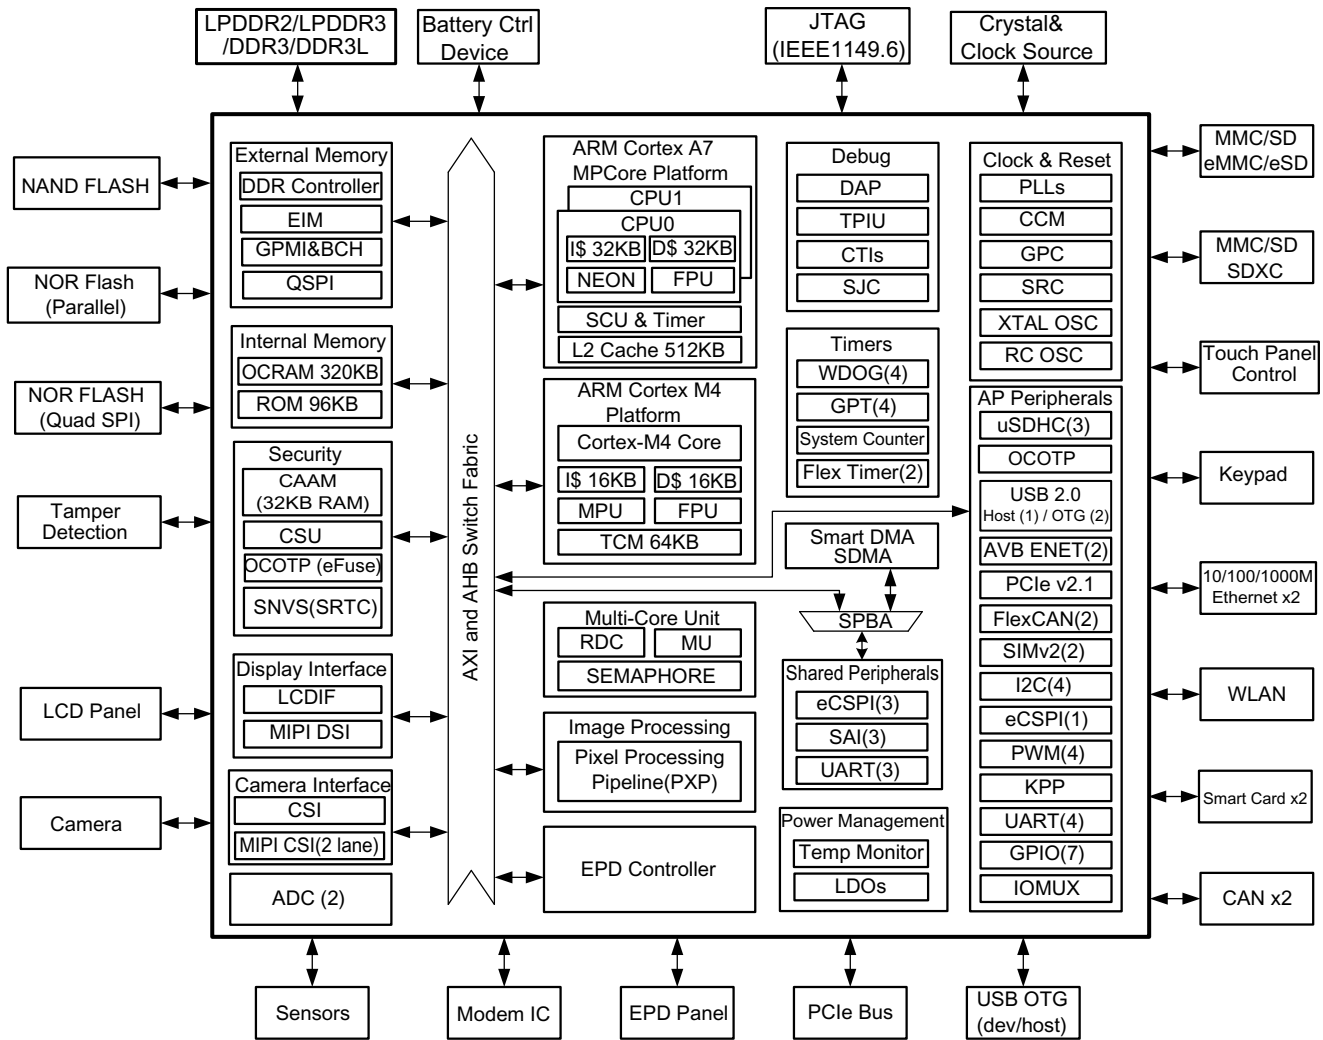 LPDDR2/LPDDR3
/DDR3/DDR3L
Battery Ctrl
Device
JTAG
(IEEE1149.6)
Crystal&
Clock Source
NAND FLASH
NOR Flash
(Parallel)
NOR FLASH
(Quad SPI)
Tamper
Detection
LCD Panel
Camera
External Memory
DDR Controller
EIM
GPMI&BCH
QSPI
Internal Memory
OCRAM 320KB
ROM 96KB
Security
CAAM
(32KB RAM)
CSU
OCOTP (eFuse)
SNVS(SRTC)
Display Interface
LCDIF
MIPI DSI
Camera Interface
CSI
MIPI CSI(2 lane)
ADC (2)
AXI and AHB Switch Fabric
ARM Cortex A7
MPCore Platform
CPU1
CPU0
I$ 32KB
D$ 32KB
NEON
FPU
SCU & Timer
L2 Cache 512KB
ARM Cortex M4
Platform
Cortex-M4 Core
I$ 16KB
D$ 16KB
MPU
FPU
TCM 64KB
Multi-Core Unit
RDC
MU
SEMAPHORE
Image Processing
Pixel Processing
Pipeline(PXP)
EPD Controller
Debug
DAP
TPIU
CTIs
SJC
Timers
WDOG(4)
GPT(4)
System Counter
Flex Timer(2)
Smart DMA
SDMA
SPBA
Shared Peripherals
eCSPI(3)
SAI(3)
UART(3)
Power Management
Temp Monitor
LDOs
Clock & Reset
PLLs
CCM
GPC
SRC
XTAL OSC
RC OSC
AP Peripherals
uSDHC(3)
OCOTP
USB 2.0
Host (1) / OTG (2)
AVB ENET(2)
PCIe v2.1
FlexCAN(2)
SIMv2(2)
I2C(4)
eCSPI(1)
PWM(4)
KPP
UART(4)
GPIO(7)
IOMUX
MMC/SD
eMMC/eSD
MMC/SD
SDXC
Touch Panel
Control
Keypad
10/100/1000M
Ethernet x2
WLAN
Smart Card x2
CAN x2
Sensors
Modem IC
EPD Panel
PCIe Bus
USB OTG
(dev/host)